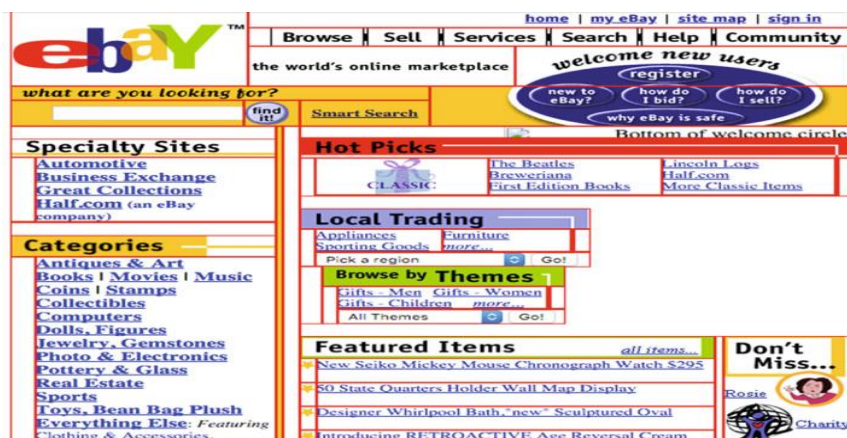 home | my eBay | site map | sign in
ebaY™
Browse Sell Services Search Help Community
the world's online marketplace
welcome new users
register
new to eBay?
how do I bid?
how do I sell?
why eBay is safe
what are you looking for?
find it!
Smart Search
Bottom of welcome circle
Specialty Sites
Automotive
Business Exchange
Great Collections
Half.com (an eBay
company)
Categories
Antiques & Art
Books | Movies | Music
Coins | Stamps
Collectibles
Computers
Dolls, Figures
Jewelry, Gemstones
Photo & Electronics
Pottery & Glass
Real Estate
Sports
Toys, Bean Bag Plush
Everything Else: Featuring
Clothing & Accessories,
Hot Picks
CLASSIC
The Beatles
Breweriana
First Edition Books
Lincoln Logs
Half.com
More Classic Items
Local Trading
Appliances Furniture
Sporting Goods more...
Pick a region Go!
Browse by Themes
Gifts - Men Gifts - Women
Gifts - Children more...
All Themes Go!
Featured Items all items...
New Seiko Mickey Mouse Chronograph Watch $295
50 State Quarters Holder Wall Map Display
Designer Whirlpool Bath,"new" Sculptured Oval
Introducing RETROACTIVE Age Reversal Cream
Don't
Miss...
Rosie
Charity